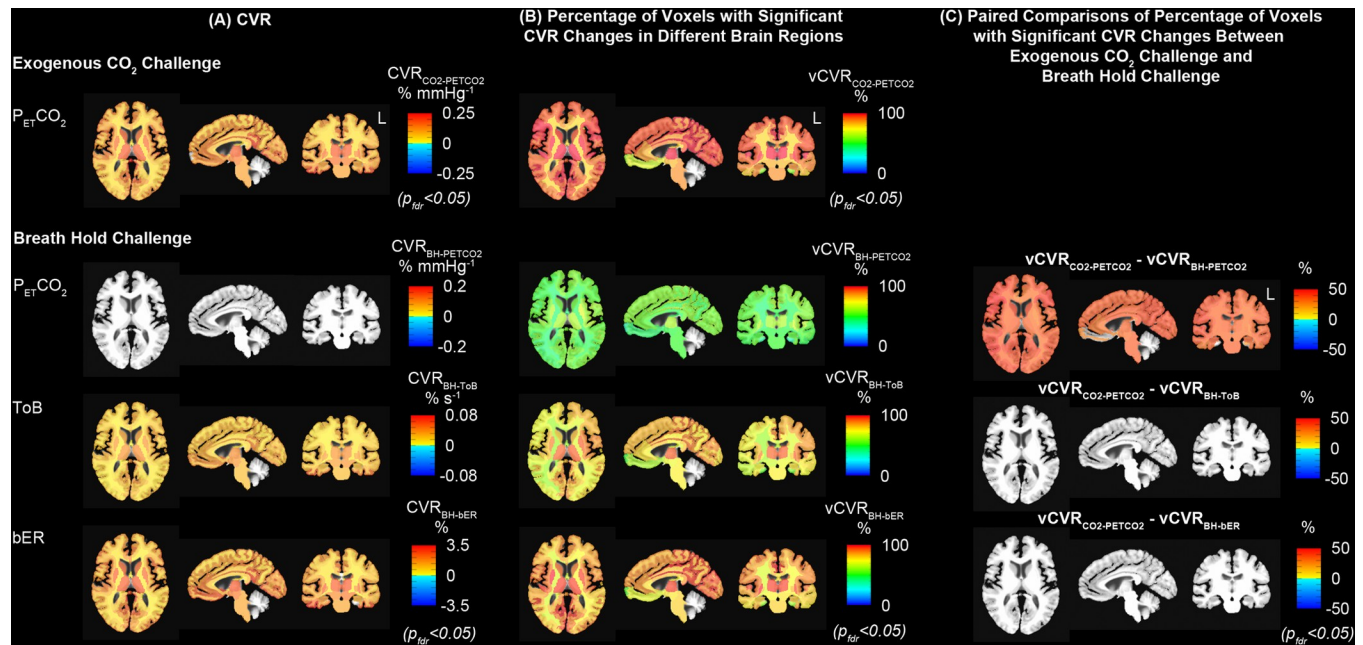 (A) CVR
(B) Percentage of Voxels with Significant
CVR Changes in Different Brain Regions
(C) Paired Comparisons of Percentage of Voxels
with Significant CVR Changes Between
Exogenous CO2 Challenge and
Breath Hold Challenge
Exogenous CO2 Challenge
PETCO2
CVRCO2-PETCO2
% mmHg-1
0.25
0
-0.25
(pfdr<0.05)
L
vCVRCO2-PETCO2
%
100
0
(pfdr<0.05)
L
Breath Hold Challenge
PETCO2
CVRBH-PETCO2
% mmHg-1
0.2
0
-0.2
vCVRBH-PETCO2
%
100
0
vCVRCO2-PETCO2 - vCVRBH-PETCO2
%
50
0
-50
L
ToB
CVRBH-ToB
% s-1
0.08
0
-0.08
vCVRBH-ToB
%
100
0
vCVRCO2-PETCO2 - vCVRBH-ToB
%
50
0
-50
bER
CVRBH-bER
%
3.5
0
-3.5
(pfdr<0.05)
vCVRBH-bER
%
100
0
(pfdr<0.05)
vCVRCO2-PETCO2 - vCVRBH-bER
%
50
0
-50
(pfdr<0.05)